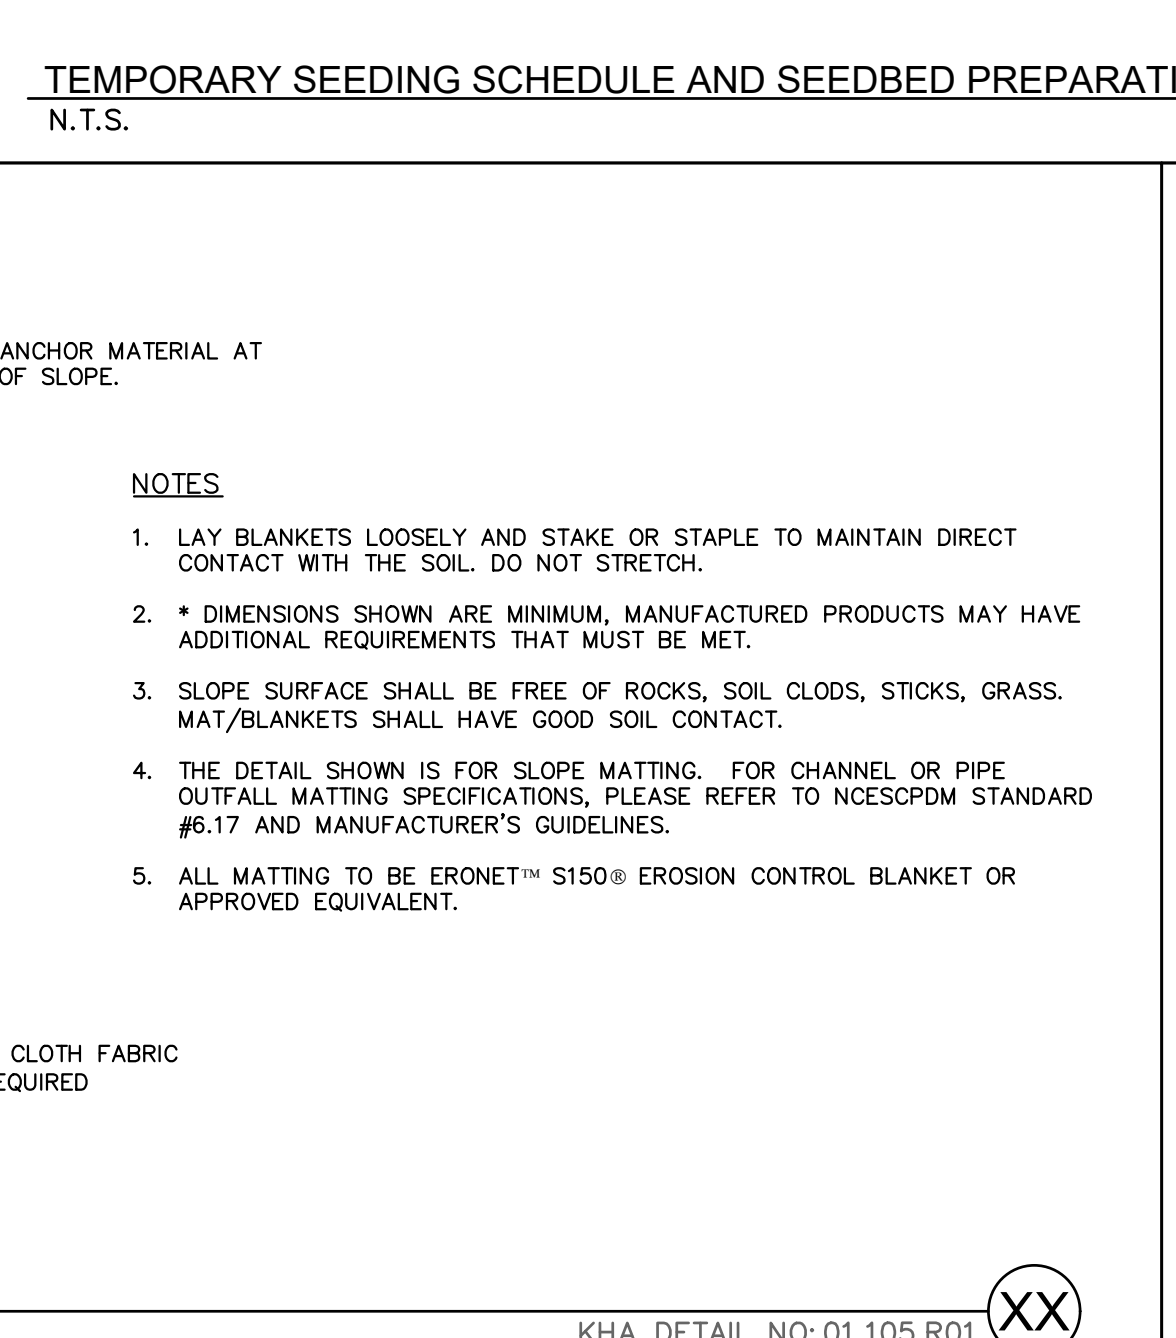 TEMPORARY SEEDING SCHEDULE AND SEEDBED
N.T.S.
ANCHOR MATERIAL AT
OF SLOPE.
NOTES
1. LAY BLANKETS LOOSELY AND STAKE OR STAPLE TO MAINTAIN DIRECT
CONTACT WITH THE SOIL. DO NOT STRETCH.
2. * DIMENSIONS SHOWN ARE MINIMUM, MANUFACTURED PRODUCTS MAY HAVE
ADDITIONAL REQUIREMENTS THAT MUST BE MET.
3. SLOPE SURFACE SHALL BE FREE OF ROCKS, SOIL CLODS, STICKS, GRASS.
MAT/BLANKETS SHALL HAVE GOOD SOIL CONTACT.
4. THE DETAIL SHOWN IS FOR SLOPE MATTING. FOR CHANNEL OR PIPE
OUTFALL MATTING SPECIFICATIONS, PLEASE REFER TO NCESCPDM STANDARD
#6.17 AND MANUFACTURER'S GUIDELINES.
5. ALL MATTING TO BE ERONET™ S150® EROSION CONTROL BLANKET OR
APPROVED EQUIVALENT.
CLOTH FABRIC
XX
KHA DETAIL NO: 01.105.R01